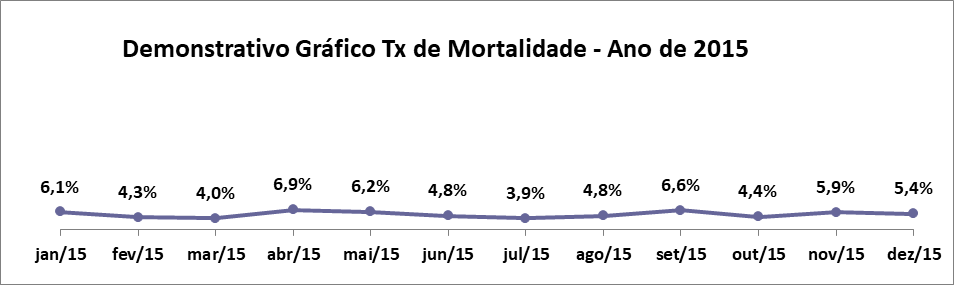 Demonstrativo Gráfico Tx de Mortalidade - Ano de 2015
6,1% 4,3% 4,0% 6,9% 6,2% 4,8% 3,9% 4,8% 6,6% 4,4% 5,9% 5,4%
jan/15 fev/15 mar/15 abr/15 mai/15 jun/15 jul/15 ago/15 set/15 out/15 nov/15 dez/15